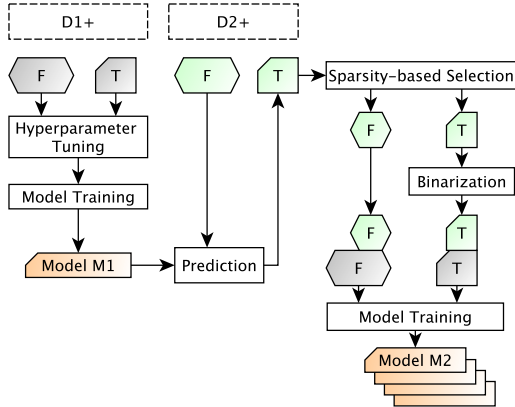 D1+
D2+
F
T
F
T
Sparsity-based Selection
F
T
Hyperparameter
Tuning
Binarization
Model Training
F
T
Model M1
Prediction
F
T
Model Training
Model M2